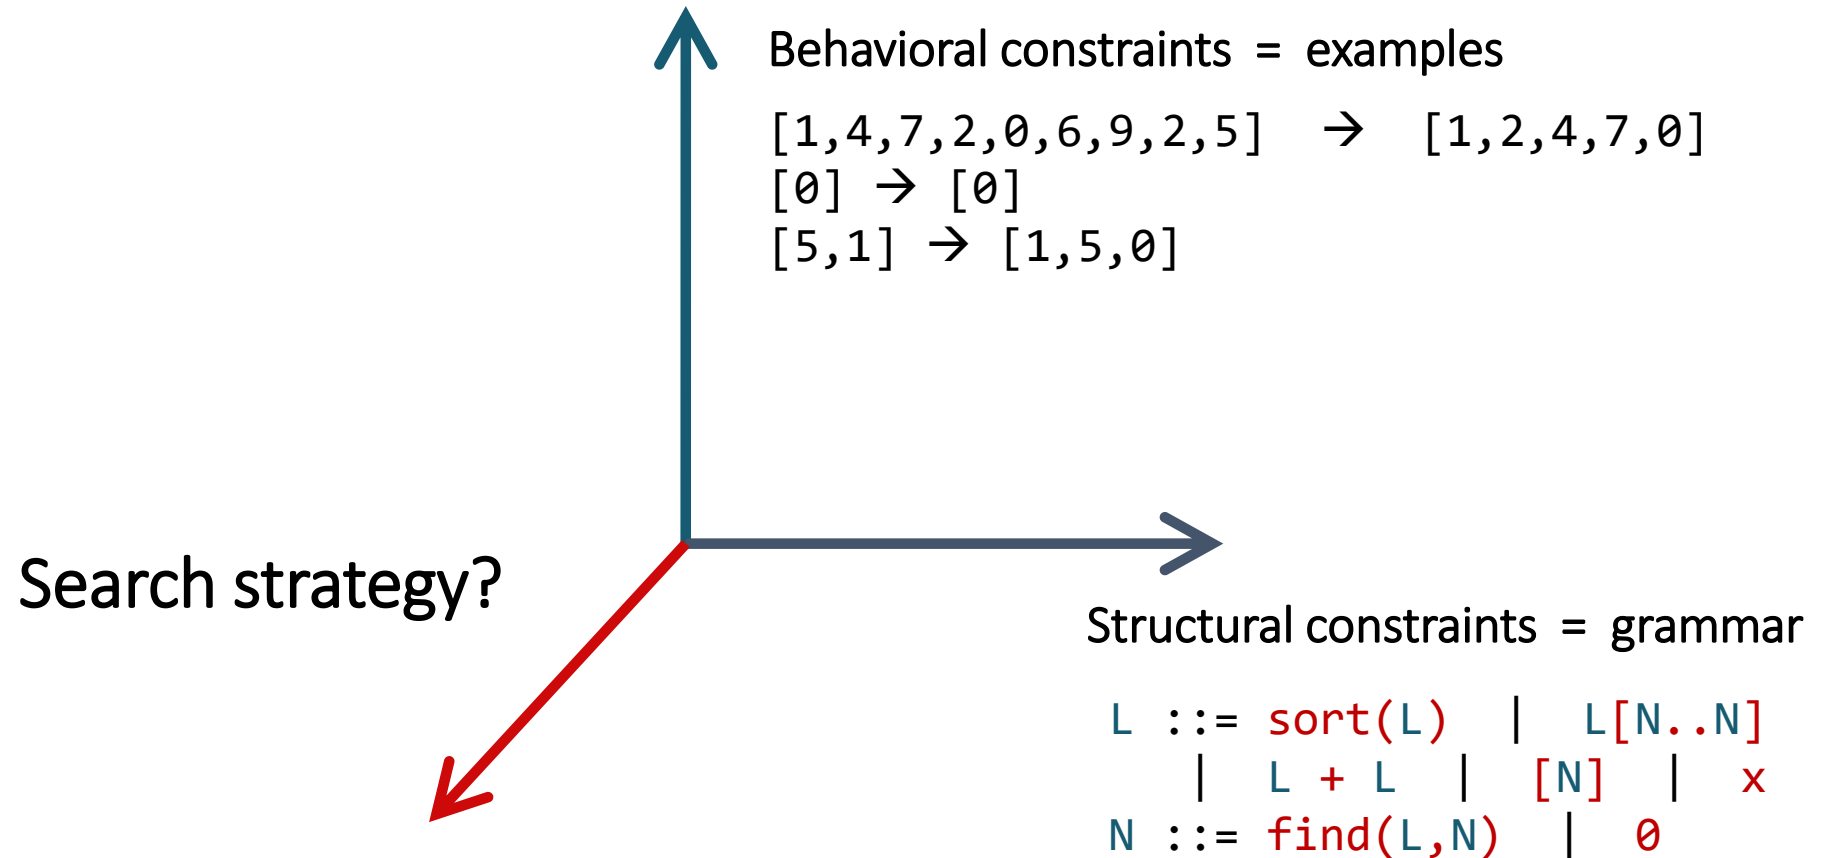 Behavioral constraints = examples
[1,4,7,2,0,6,9,2,5] → [1,2,4,7,0]
[0] → [0]
[5,1] → [1,5,0]
Search strategy?
Structural constraints = grammar
L ::= sort(L) | L[N..N]
| L + L | [N] | x
N ::= find(L,N) | 0